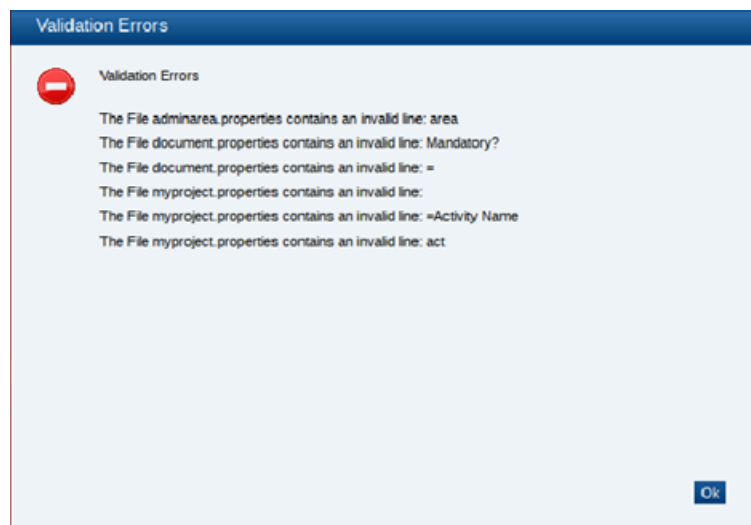 Validation Errors
Validation Errors
The File adminarea.properties contains an invalid line: area
The File document.properties contains an invalid line: Mandatory?
The File document.properties contains an invalid line: =
The File myproject.properties contains an invalid line:
The File myproject.properties contains an invalid line: =Activity Name
The File myproject.properties contains an invalid line: act
Ok